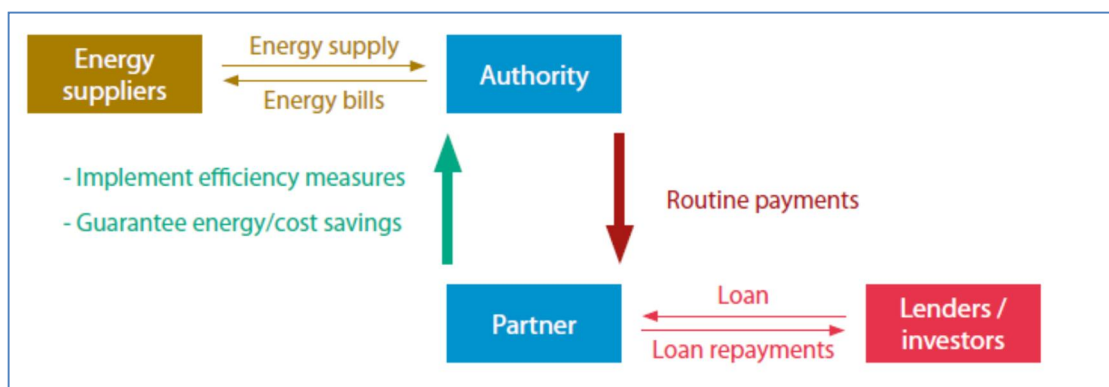 Energy
suppliers
Energy supply
Energy bills
Authority
- Implement efficiency measures
- Guarantee energy/cost savings
Routine payments
Partner
Loan
Loan repayments
Lenders /
investors